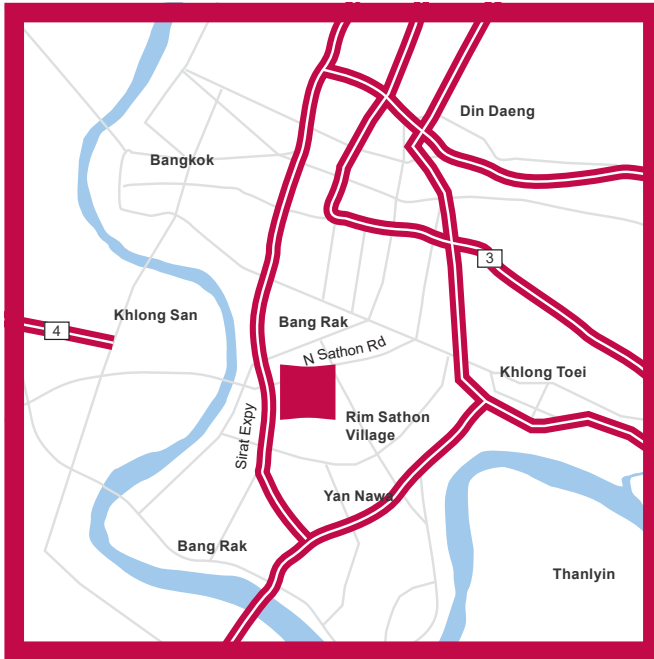 Din Daeng
Bangkok
3
Khlong San
Bang Rak
4
N Sathon Rd
Khlong Toei
Sirat Expy
Rim Sathon
Village
Yan Nawa
Bang Rak
Thanlyin